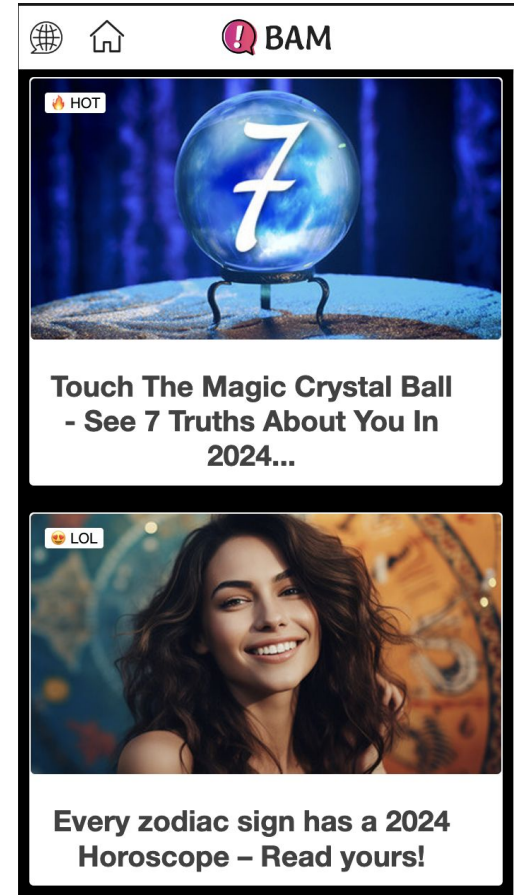 BAM
HOT
7
Touch The Magic Crystal Ball
- See 7 Truths About You In
2024...
LOL
Every zodiac sign has a 2024
Horoscope – Read yours!